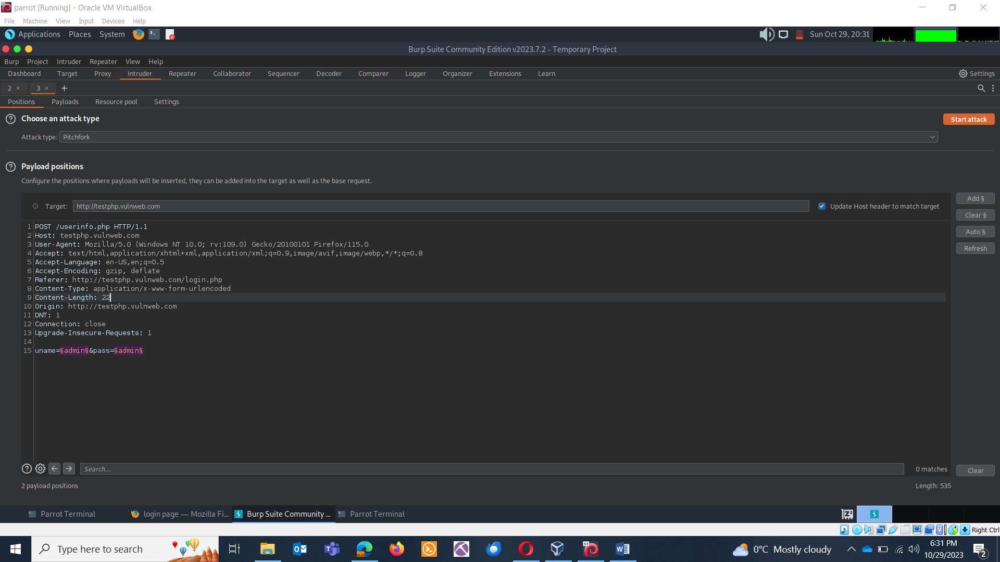 parrot [Running] - Oracle VM VirtualBox
File Machine View Input Devices Help
Applications Places System Sun Oct 29, 20:31
Burp Suite Community Edition v2023.7.2 - Temporary Project
Burp Project Intruder Repeater View Help
Dashboard Target Proxy Intruder Repeater Collaborator Sequencer Decoder Comparer Logger Organizer Extensions Learn Settings
2 × 3 × +
Positions Payloads Resource pool Settings
Choose an attack type
Start attack
Attack type: Pitchfork
Payload positions
Configure the positions where payloads will be inserted, they can be added into the target as well as the base request.
Target: http://testphp.vulnweb.com Update Host header to match target
Add §
Clear §
Auto §
Refresh
1 POST /userinfo.php HTTP/1.1
2 Host: testphp.vulnweb.com
3 User-Agent: Mozilla/5.0 (Windows NT 10.0; rv:109.0) Gecko/20100101 Firefox/115.0
4 Accept: text/html,application/xhtml+xml,application/xml;q=0.9,image/avif,image/webp,*/*;q=0.8
5 Accept-Language: en-US,en;q=0.5
6 Accept-Encoding: gzip, deflate
7 Referer: http://testphp.vulnweb.com/login.php
8 Content-Type: application/x-www-form-urlencoded
9 Content-Length: 22
10 Origin: http://testphp.vulnweb.com
11 DNT: 1
12 Connection: close
13 Upgrade-Insecure-Requests: 1
14
15 uname=§admin§&pass=§admin§
Search... 0 matches Clear
2 payload positions Length: 535
Parrot Terminal login page — Mozilla Fi... Burp Suite Community ... Parrot Terminal
Right Ctrl
Type here to search 0°C Mostly cloudy 6:31 PM
10/29/2023 2